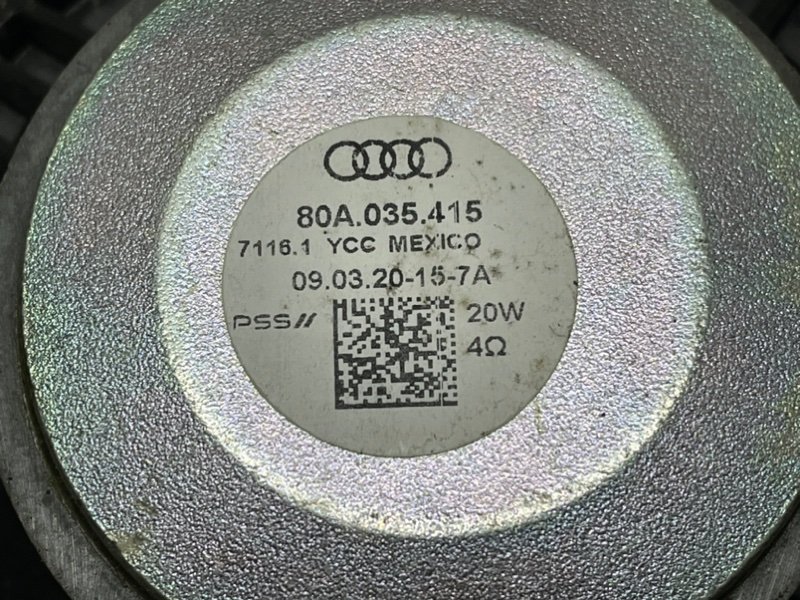 80A.035.415
7116.1 YCC MEXICO
09.03.20-15-7A
PSS//
20W
4Ω